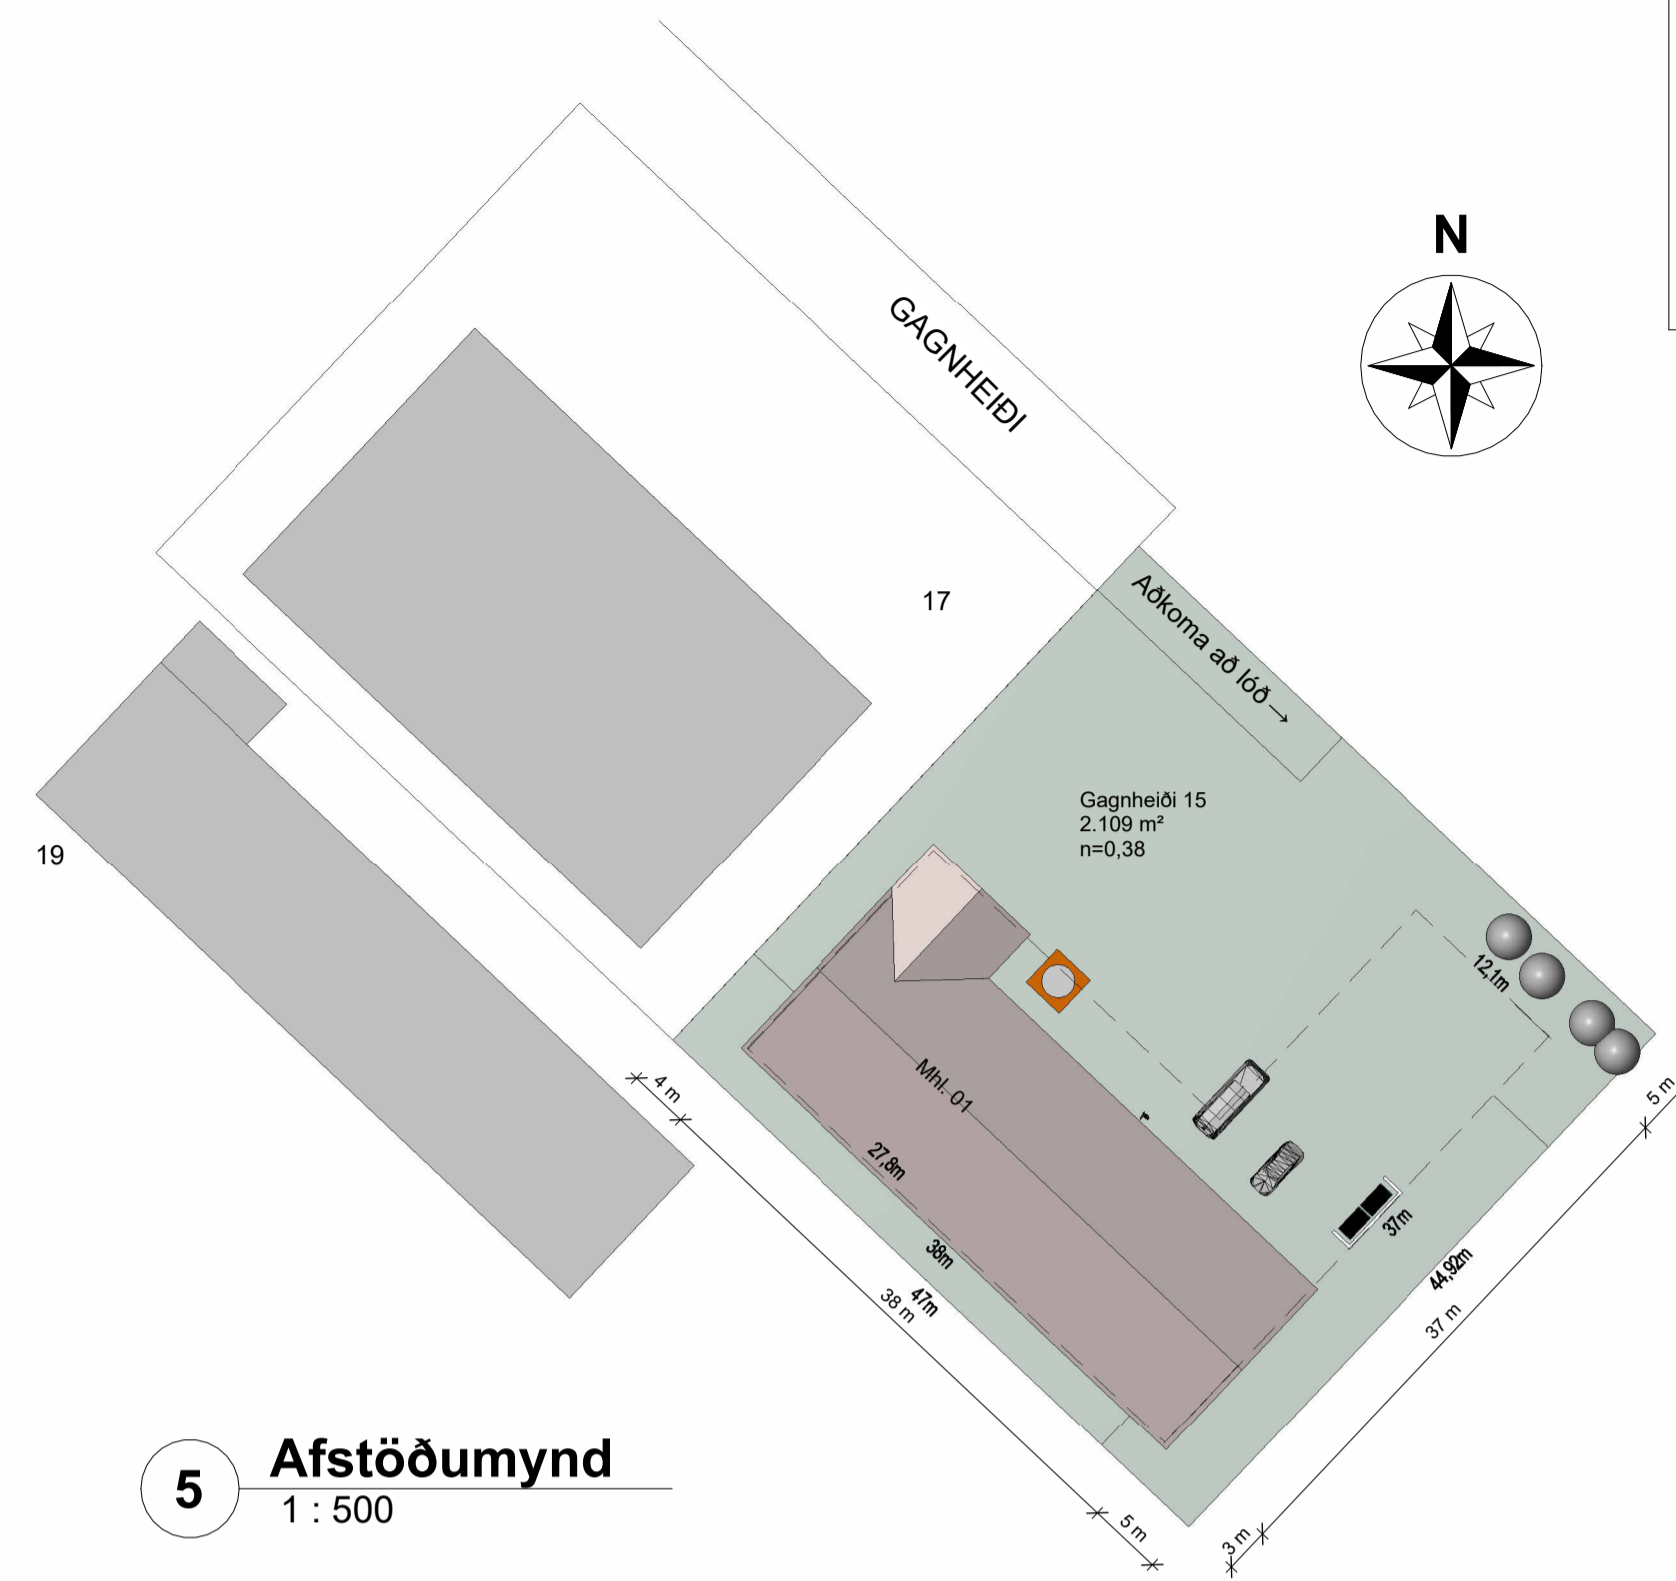 N
GAGNHEIÐI
17
Aðkoma að lóð →
Gagnheiði 15
2.109 m²
n=0,38
19
12,1m
Mhl. 01
4 m
5 m
27,8m
38m
47m
38 m
37m
44,92m
37 m
5 m
3 m
5
Afstöðumynd
1 : 500